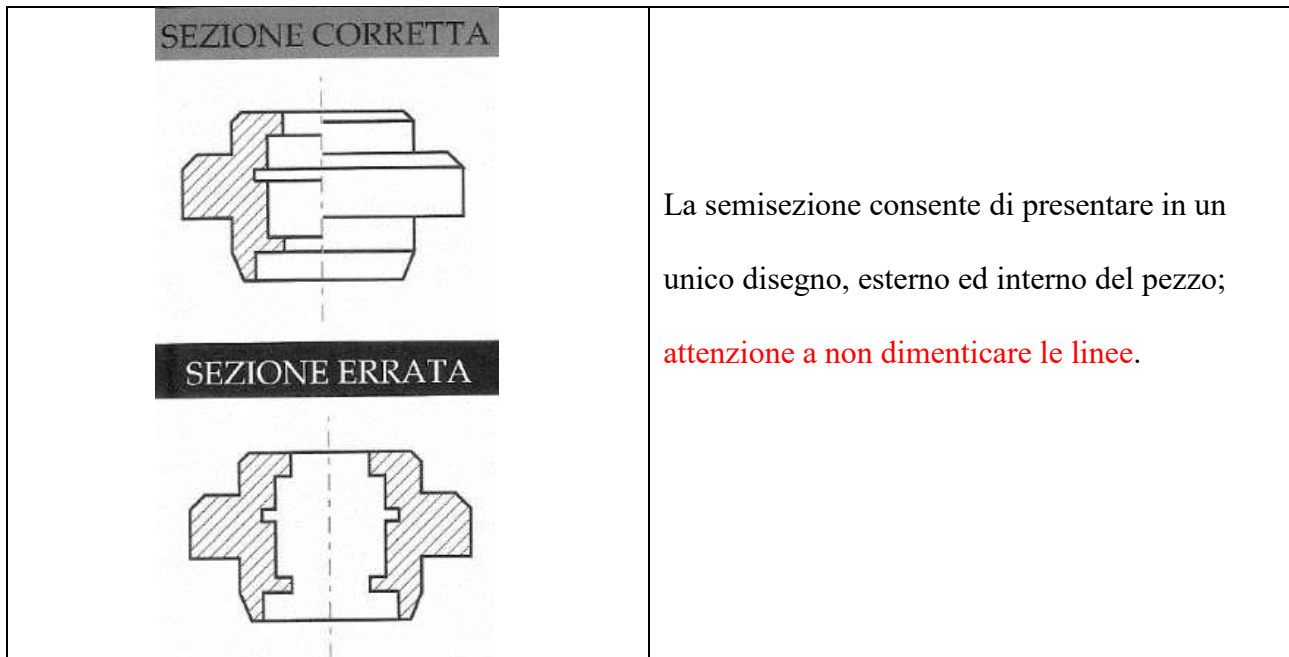 SEZIONE CORRETTA
SEZIONE ERRATA
La semisezione consente di presentare in un
unico disegno, esterno ed interno del pezzo;
attenzione a non dimenticare le linee.